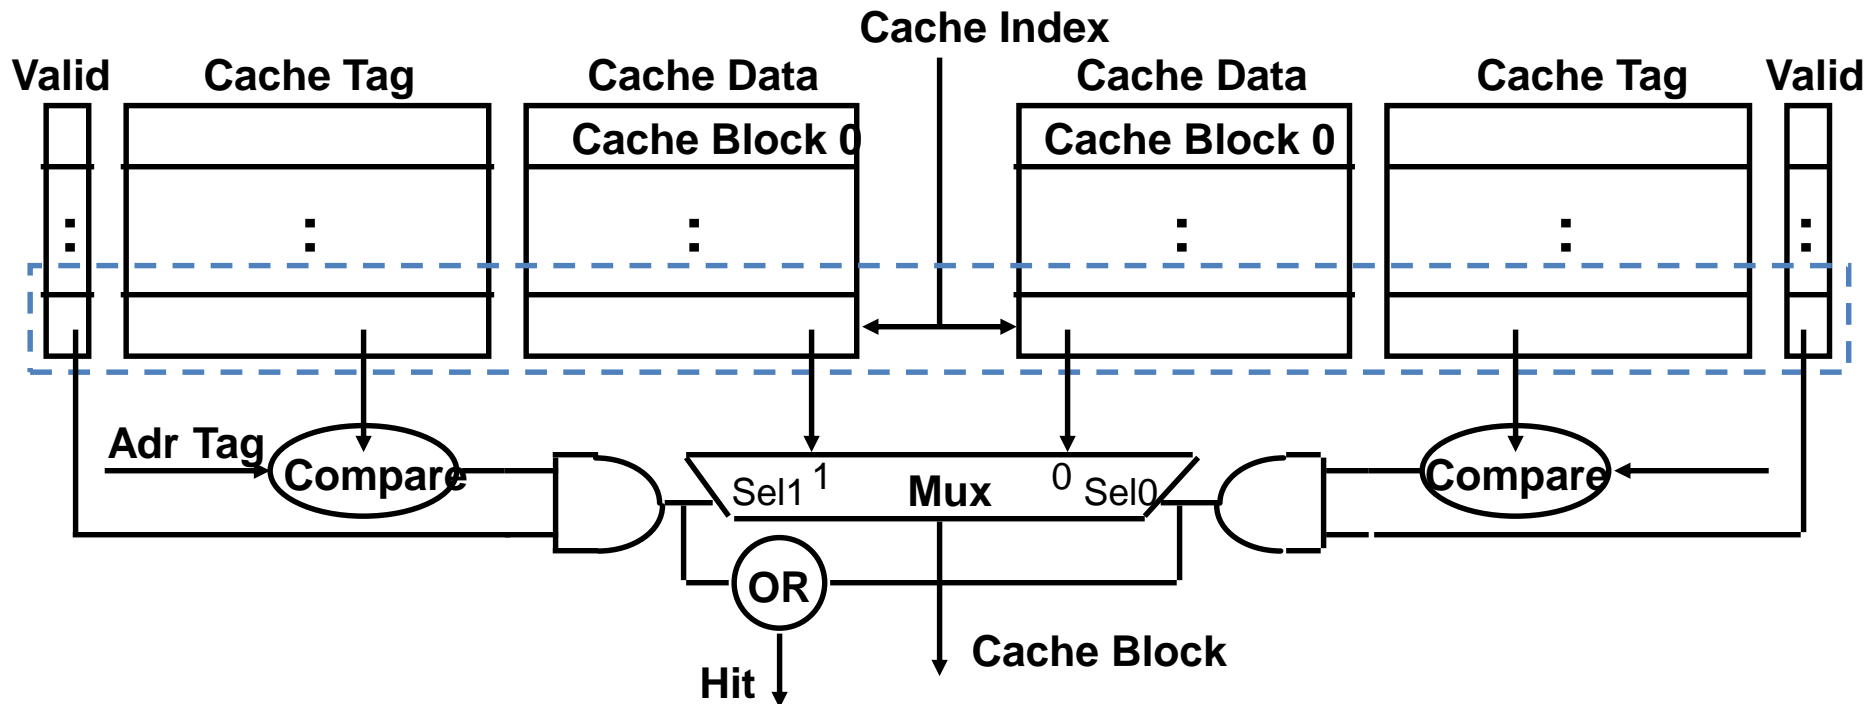 Cache Index
Valid Cache Tag Cache Data Cache Data Cache Tag Valid
Cache Block 0 Cache Block 0
: : : : : :
Adr Tag
Compare Sel1 1 Mux 0 Sel0 Compare
OR
Cache Block
Hit